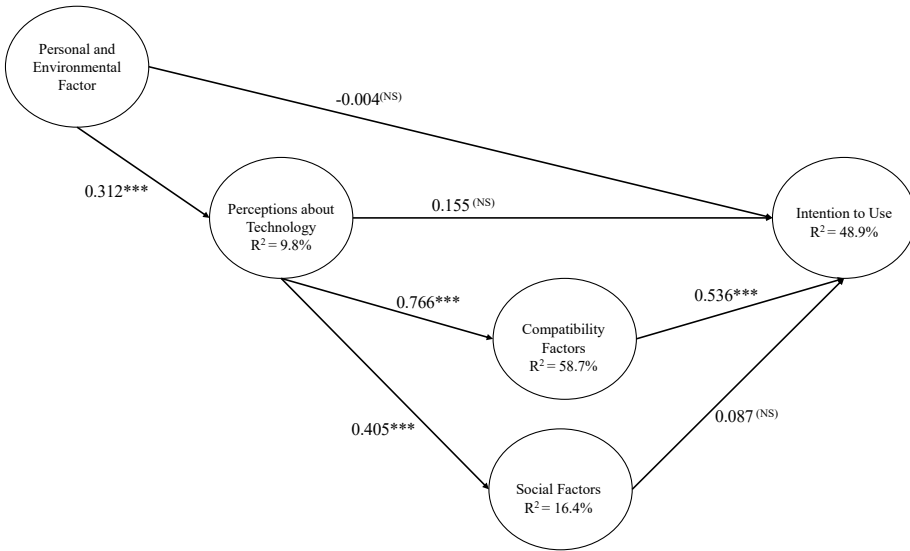 Personal and
Environmental
Factor
-0.004(NS)
0.312***
Perceptions about
Technology
R² = 9.8%
0.155 (NS)
Intention to Use
R² = 48.9%
0.766***
0.536***
Compatibility
Factors
R² = 58.7%
0.405***
0.087 (NS)
Social Factors
R² = 16.4%